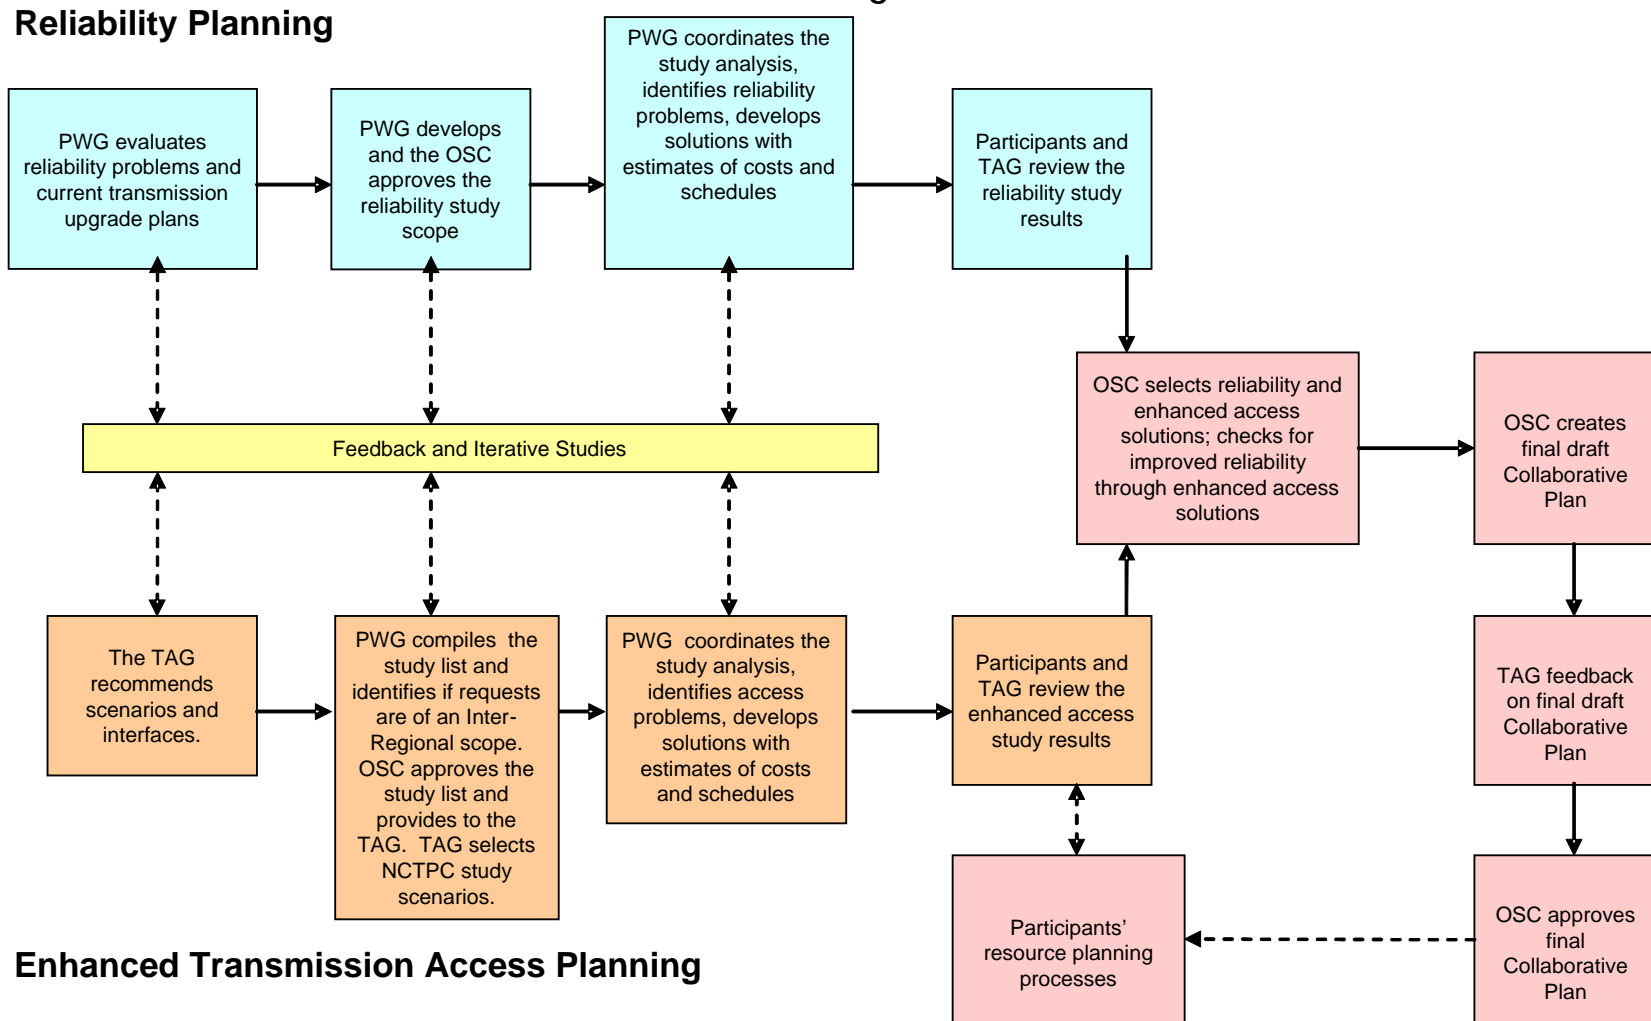 Reliability Planning
PWG evaluates
reliability problems and
current transmission
upgrade plans
PWG develops
and the OSC
approves the
reliability study
scope
PWG coordinates the
study analysis,
identifies reliability
problems, develops
solutions with
estimates of costs and
schedules
Participants and
TAG review the
reliability study
results
Feedback and Iterative Studies
OSC selects reliability and
enhanced access
solutions; checks for
improved reliability
through enhanced access
solutions
OSC creates
final draft
Collaborative
Plan
The TAG
recommends
scenarios and
interfaces.
PWG compiles the
study list and
identifies if requests
are of an Inter-
Regional scope.
OSC approves the
study list and
provides to the
TAG. TAG selects
NCTPC study
scenarios.
PWG coordinates the
study analysis,
identifies access
problems, develops
solutions with
estimates of costs
and schedules
Participants and
TAG review the
enhanced access
study results
TAG feedback
on final draft
Collaborative
Plan
Participants’
resource planning
processes
OSC approves
final
Collaborative
Plan
Enhanced Transmission Access Planning